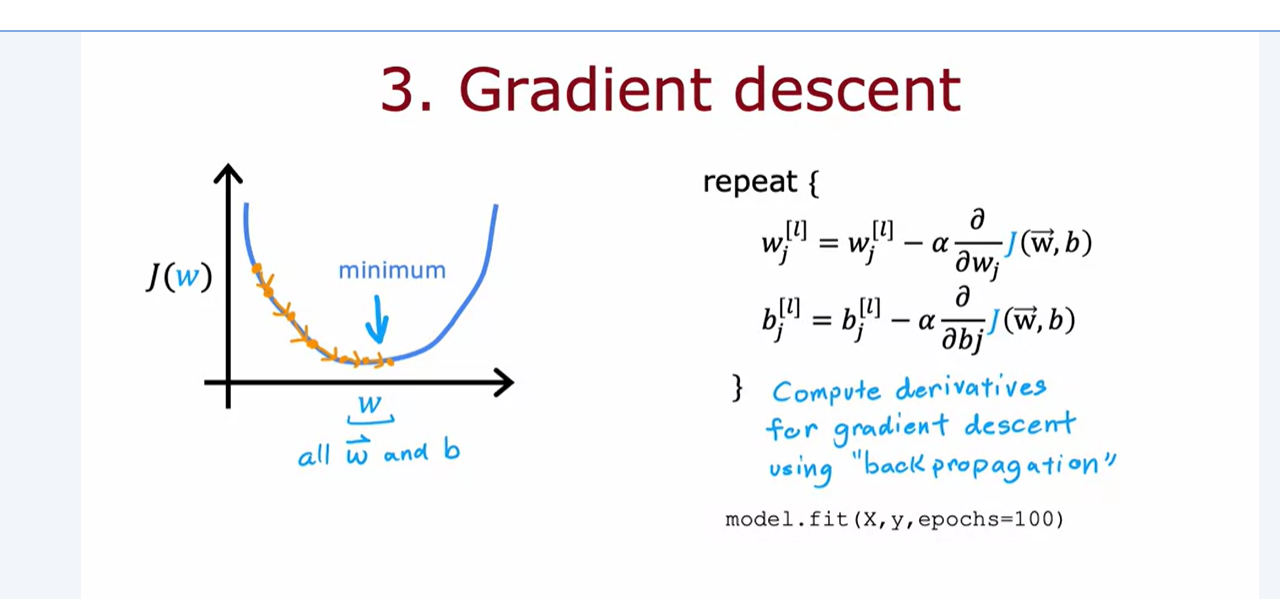 3. Gradient descent
J(w)
minimum
w
all w⃗ and b
repeat {
w_j^[l] = w_j^[l] − α ∂/∂w_j J(w⃗, b)
b_j^[l] = b_j^[l] − α ∂/∂bj J(w⃗, b)
} Compute derivatives
for gradient descent
using "back propagation"
model.fit(X,y,epochs=100)